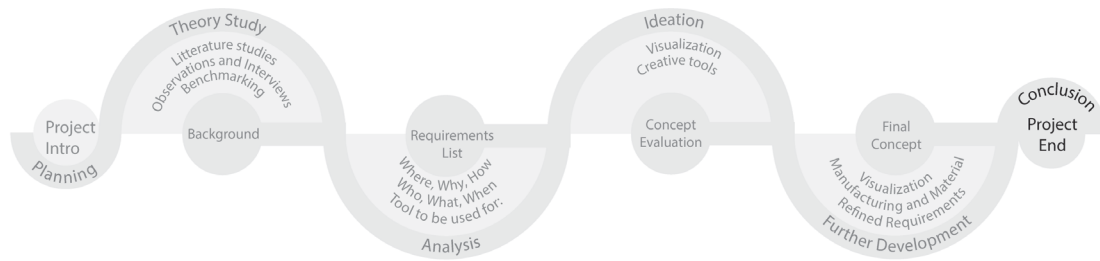 Project
Intro
Planning
Theory Study
Litterature studies
Observations and Interviews
Benchmarking
Background
Requirements
List
Where, Why, How
Who, What, When
Tool to be used for:
Analysis
Ideation
Visualization
Creative tools
Concept
Evaluation
Final
Concept
Visualization
Manufacturing and Material
Refined Requirements
Further Development
Conclusion
Project
End